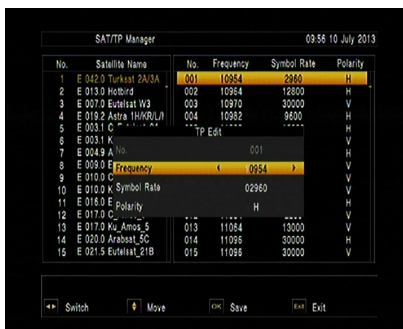 SAT/TP Manager 09:56 10 July 2013
No. Satellite Name No. Frequency Symbol Rate Polarity
1 E 042.0 Turksat 2A/3A 001 10954 2960 H
2 E 013.0 Hotbird 002 10964 12800 H
3 E 007.0 Eutelsat W3 003 10970 30000 V
4 E 019.2 Astra 1H/KR/L/ 004 10982 9600 H
5 E 003.1
TP Edit
6 E 003.1 K V
7 E 004.9 A No. 001 H
8 E 009.0 E H
Frequency 0954
9 E 010.0 C V
10 E 010.0 K Symbol Rate 02960 V
11 E 016.0 E H
Polarity H
12 E 017.0 C_Amos_5 V
13 E 017.0 Ku_Amos_5 013 11064 13000 V
14 E 020.0 Arabsat_5C 014 11095 30000 H
15 E 021.5 Eutelsat_21B 015 11096 30000 V
Switch Move OK Save Exit Exit